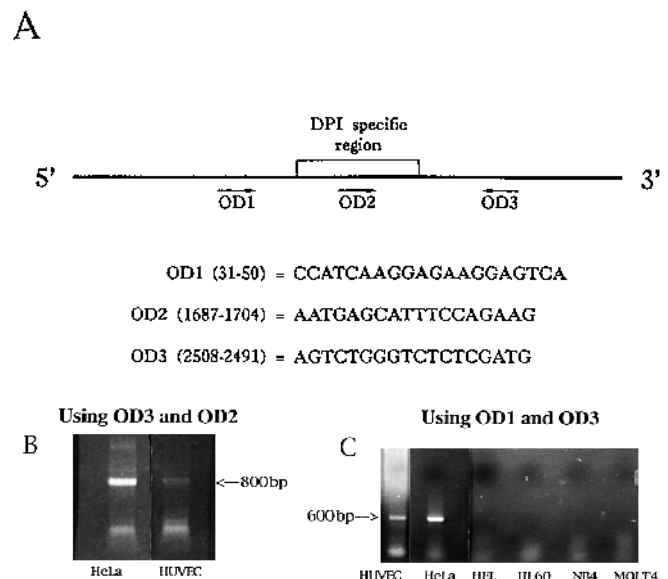 A
DPI specific
region
5' 3'
OD1 OD2 OD3
OD1 (31-50) = CCATCAAGGAGAAGGAGTCA
OD2 (1687-1704) = AATGAGCATTTCCAGAAG
OD3 (2508-2491) = AGTCTGGGTCTCTCGATG
Using OD3 and OD2 Using OD1 and OD3
B C
<—800bp
600bp—>
HeLa HUVEC
HUVEC HeLa HEL HL60 NB4 MOLT4